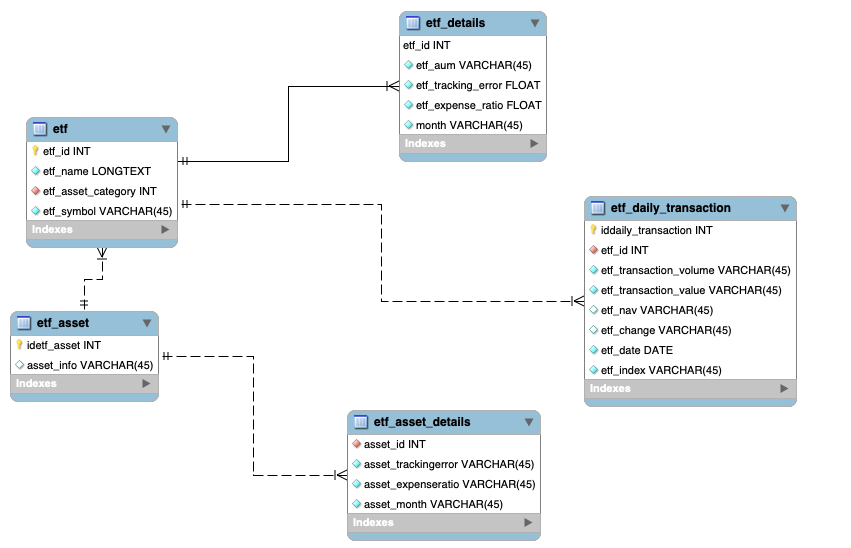 etf_details
etf_id INT
etf_aum VARCHAR(45)
etf_tracking_error FLOAT
etf_expense_ratio FLOAT
month VARCHAR(45)
Indexes
etf
etf_id INT
etf_name LONGTEXT
etf_asset_category INT
etf_symbol VARCHAR(45)
Indexes
etf_daily_transaction
iddaily_transaction INT
etf_id INT
etf_transaction_volume VARCHAR(45)
etf_transaction_value VARCHAR(45)
etf_nav VARCHAR(45)
etf_change VARCHAR(45)
etf_date DATE
etf_index VARCHAR(45)
Indexes
etf_asset
idetf_asset INT
asset_info VARCHAR(45)
Indexes
etf_asset_details
asset_id INT
asset_trackingerror VARCHAR(45)
asset_expenseratio VARCHAR(45)
asset_month VARCHAR(45)
Indexes